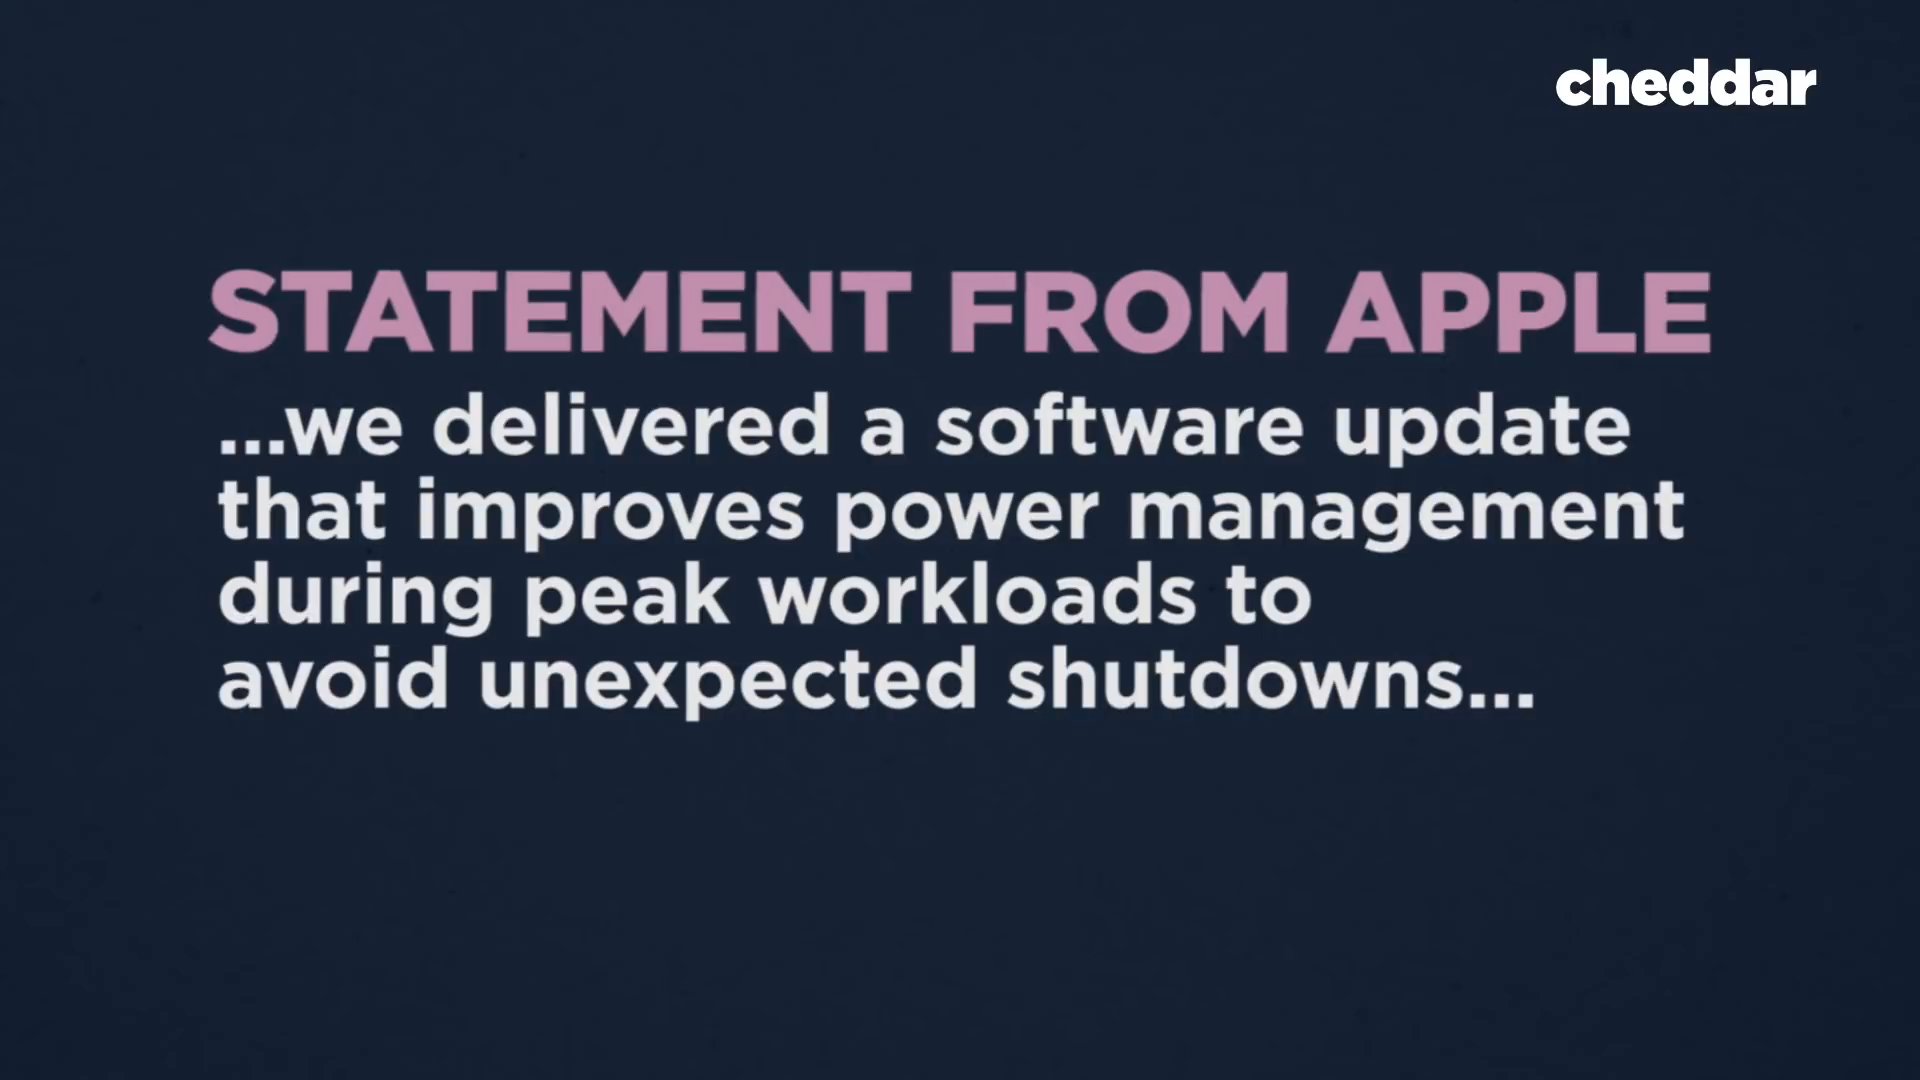 cheddar
STATEMENT FROM APPLE
...we delivered a software update
that improves power management
during peak workloads to
avoid unexpected shutdowns...